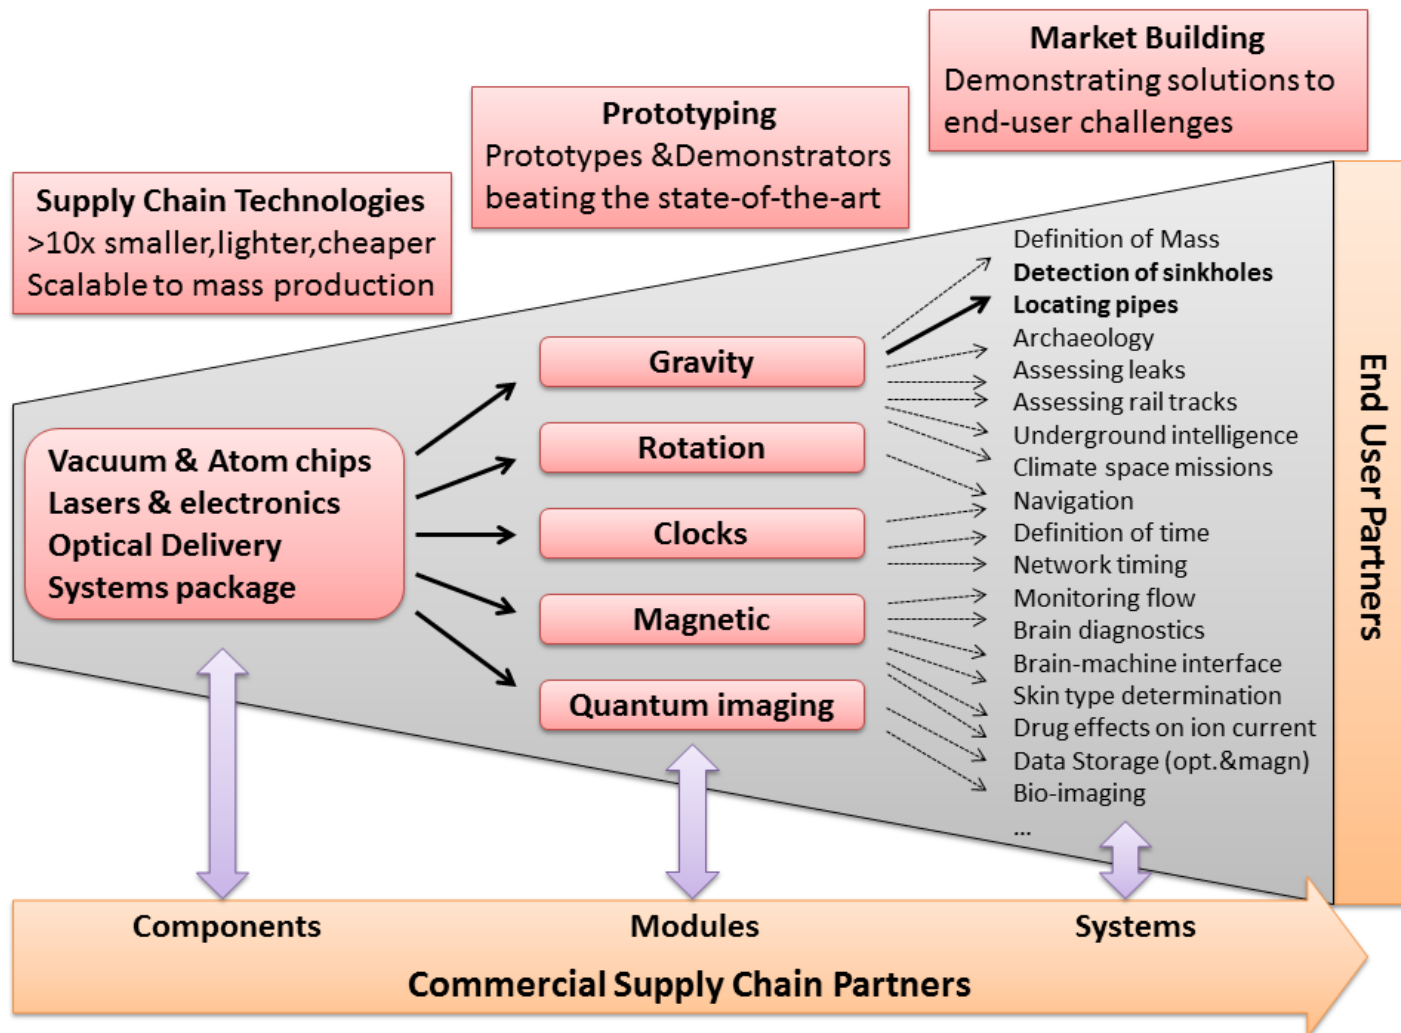 Market Building
Demonstrating solutions to
end-user challenges
Prototyping
Prototypes &Demonstrators
beating the state-of-the-art
Supply Chain Technologies
>10x smaller,lighter,cheaper
Scalable to mass production
Vacuum & Atom chips
Lasers & electronics
Optical Delivery
Systems package
Gravity
Rotation
Clocks
Magnetic
Quantum imaging
Definition of Mass
Detection of sinkholes
Locating pipes
Archaeology
Assessing leaks
Assessing rail tracks
Underground intelligence
Climate space missions
Navigation
Definition of time
Network timing
Monitoring flow
Brain diagnostics
Brain-machine interface
Skin type determination
Drug effects on ion current
Data Storage (opt.&magn)
Bio-imaging
...
End User Partners
Components
Modules
Systems
Commercial Supply Chain Partners